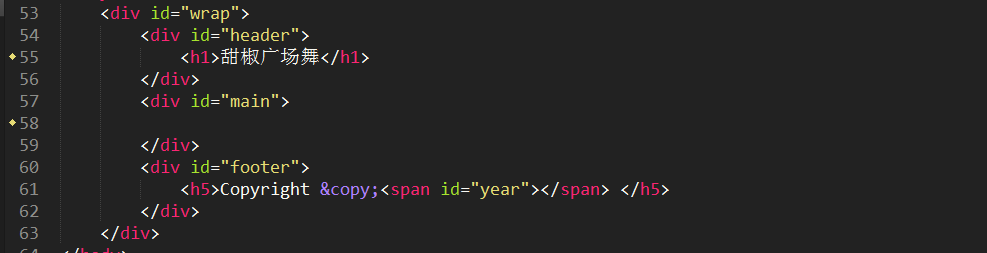 53 <div id="wrap">
54 <div id="header">
55 <h1>甜椒广场舞</h1>
56 </div>
57 <div id="main">
58
59 </div>
60 <div id="footer">
61 <h5>Copyright &copy;<span id="year"></span> </h5>
62 </div>
63 </div>
64 </body>